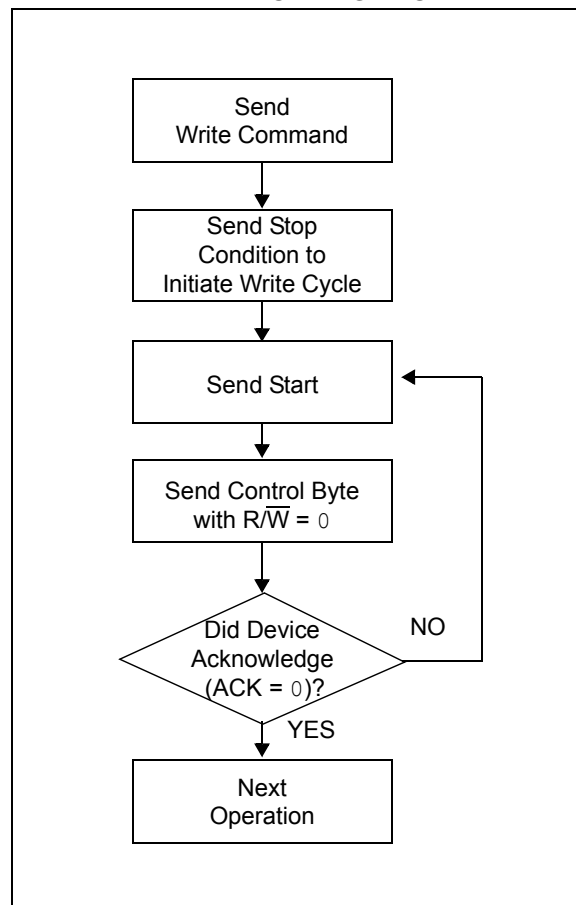 Send
Write Command
Send Stop
Condition to
Initiate Write Cycle
Send Start
Send Control Byte
with R/W̅ = 0
Did Device
Acknowledge
(ACK = 0)?
NO
YES
Next
Operation